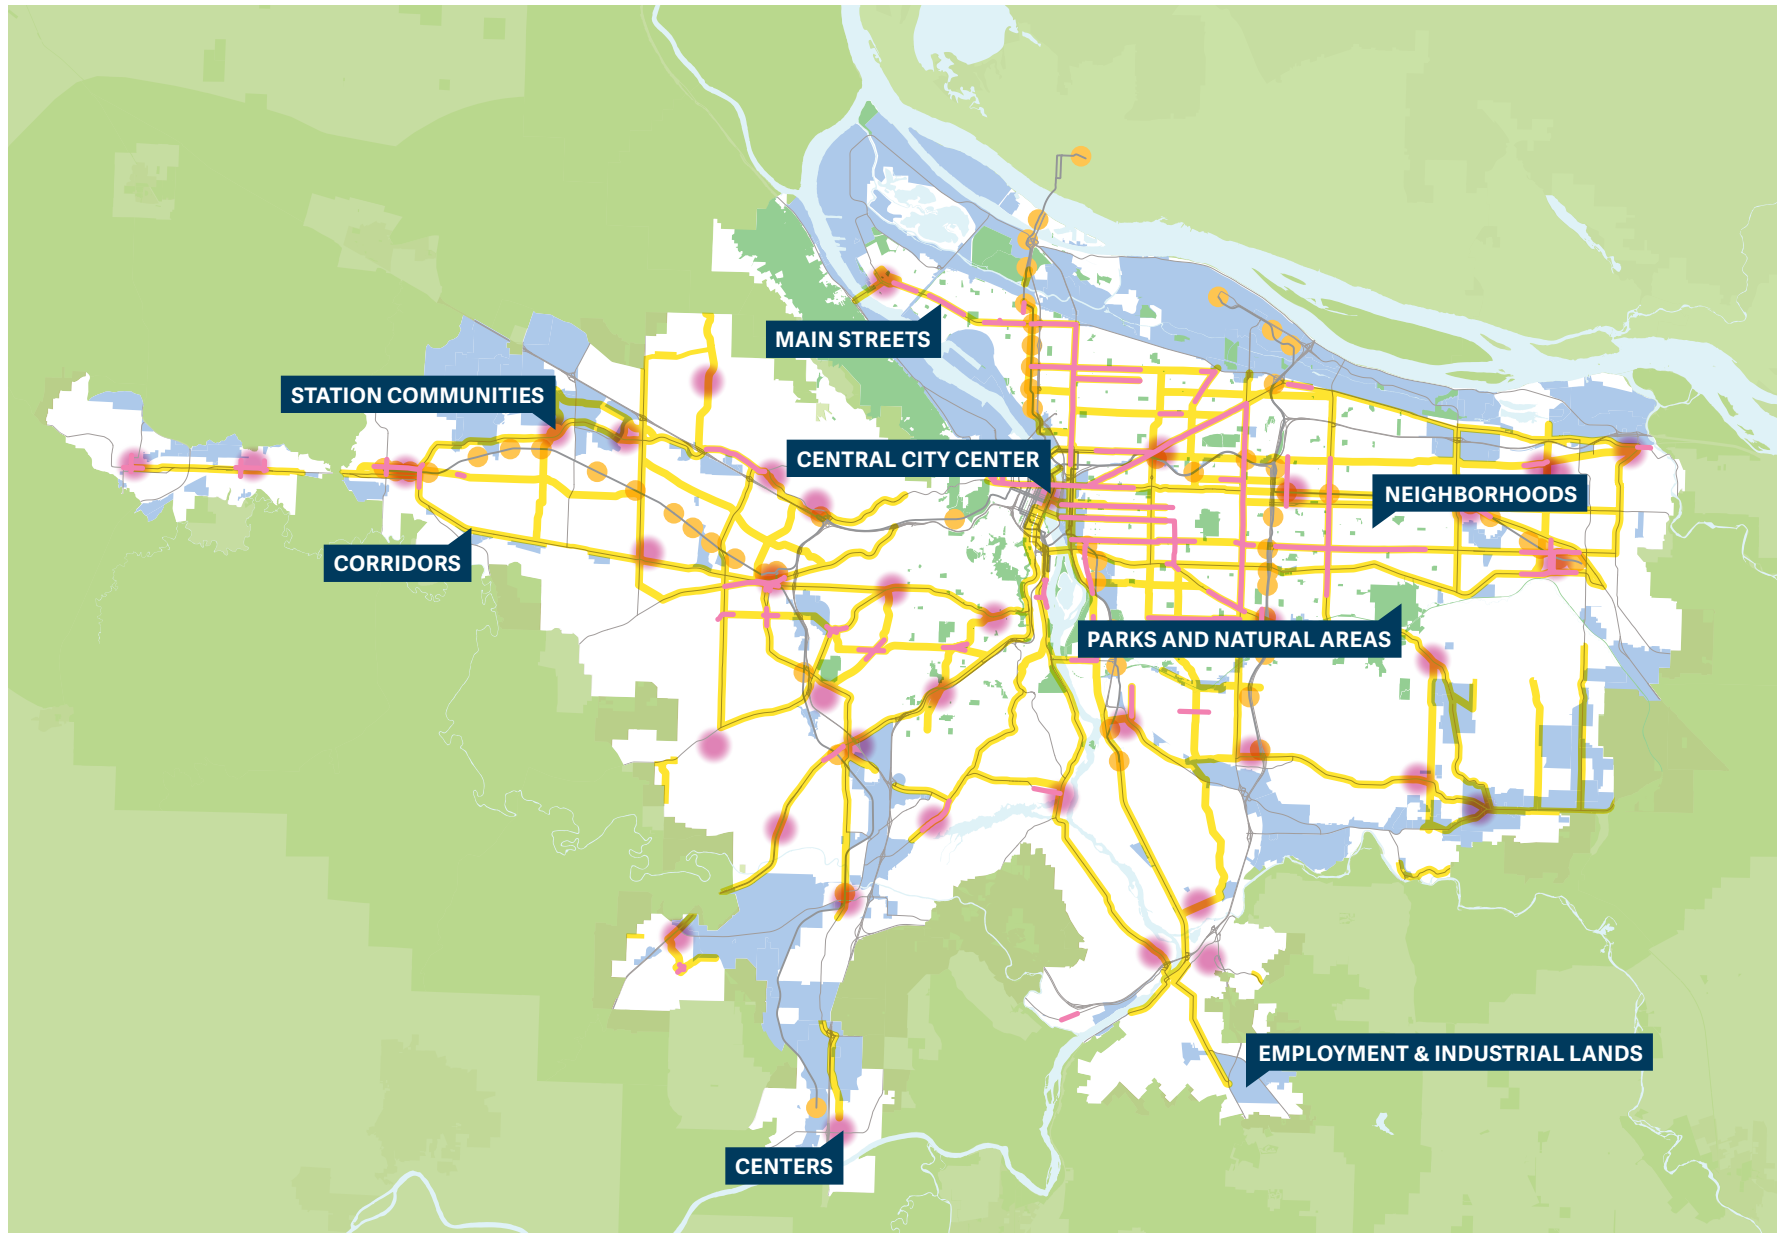 MAIN STREETS
STATION COMMUNITIES
CENTRAL CITY CENTER
NEIGHBORHOODS
CORRIDORS
PARKS AND NATURAL AREAS
EMPLOYMENT & INDUSTRIAL LANDS
CENTERS